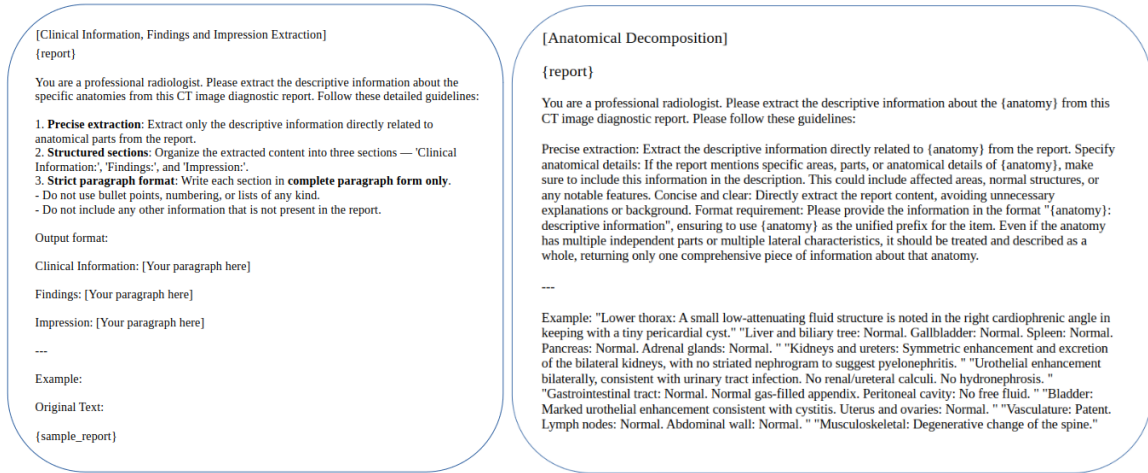 [Clinical Information, Findings and Impression Extraction]
{report}
You are a professional radiologist. Please extract the descriptive information about the
specific anatomies from this CT image diagnostic report. Follow these detailed guidelines:
1. Precise extraction: Extract only the descriptive information directly related to
anatomical parts from the report.
2. Structured sections: Organize the extracted content into three sections — 'Clinical
Information:', 'Findings:', and 'Impression:'.
3. Strict paragraph format: Write each section in complete paragraph form only.
- Do not use bullet points, numbering, or lists of any kind.
- Do not include any other information that is not present in the report.
Output format:
Clinical Information: [Your paragraph here]
Findings: [Your paragraph here]
Impression: [Your paragraph here]
---
Example:
Original Text:
{sample_report}
[Anatomical Decomposition]
{report}
You are a professional radiologist. Please extract the descriptive information about the {anatomy} from this
CT image diagnostic report. Please follow these guidelines:
Precise extraction: Extract the descriptive information directly related to {anatomy} from the report. Specify
anatomical details: If the report mentions specific areas, parts, or anatomical details of {anatomy}, make
sure to include this information in the description. This could include affected areas, normal structures, or
any notable features. Concise and clear: Directly extract the report content, avoiding unnecessary
explanations or background. Format requirement: Please provide the information in the format "{anatomy}:
descriptive information", ensuring to use {anatomy} as the unified prefix for the item. Even if the anatomy
has multiple independent parts or multiple lateral characteristics, it should be treated and described as a
whole, returning only one comprehensive piece of information about that anatomy.
---
Example: "Lower thorax: A small low-attenuating fluid structure is noted in the right cardiophrenic angle in
keeping with a tiny pericardial cyst." "Liver and biliary tree: Normal. Gallbladder: Normal. Spleen: Normal.
Pancreas: Normal. Adrenal glands: Normal. " "Kidneys and ureters: Symmetric enhancement and excretion
of the bilateral kidneys, with no striated nephrogram to suggest pyelonephritis. " "Urothelial enhancement
bilaterally, consistent with urinary tract infection. No renal/ureteral calculi. No hydronephrosis. "
"Gastrointestinal tract: Normal. Normal gas-filled appendix. Peritoneal cavity: No free fluid. " "Bladder:
Marked urothelial enhancement consistent with cystitis. Uterus and ovaries: Normal. " "Vasculature: Patent.
Lymph nodes: Normal. Abdominal wall: Normal. " "Musculoskeletal: Degenerative change of the spine."